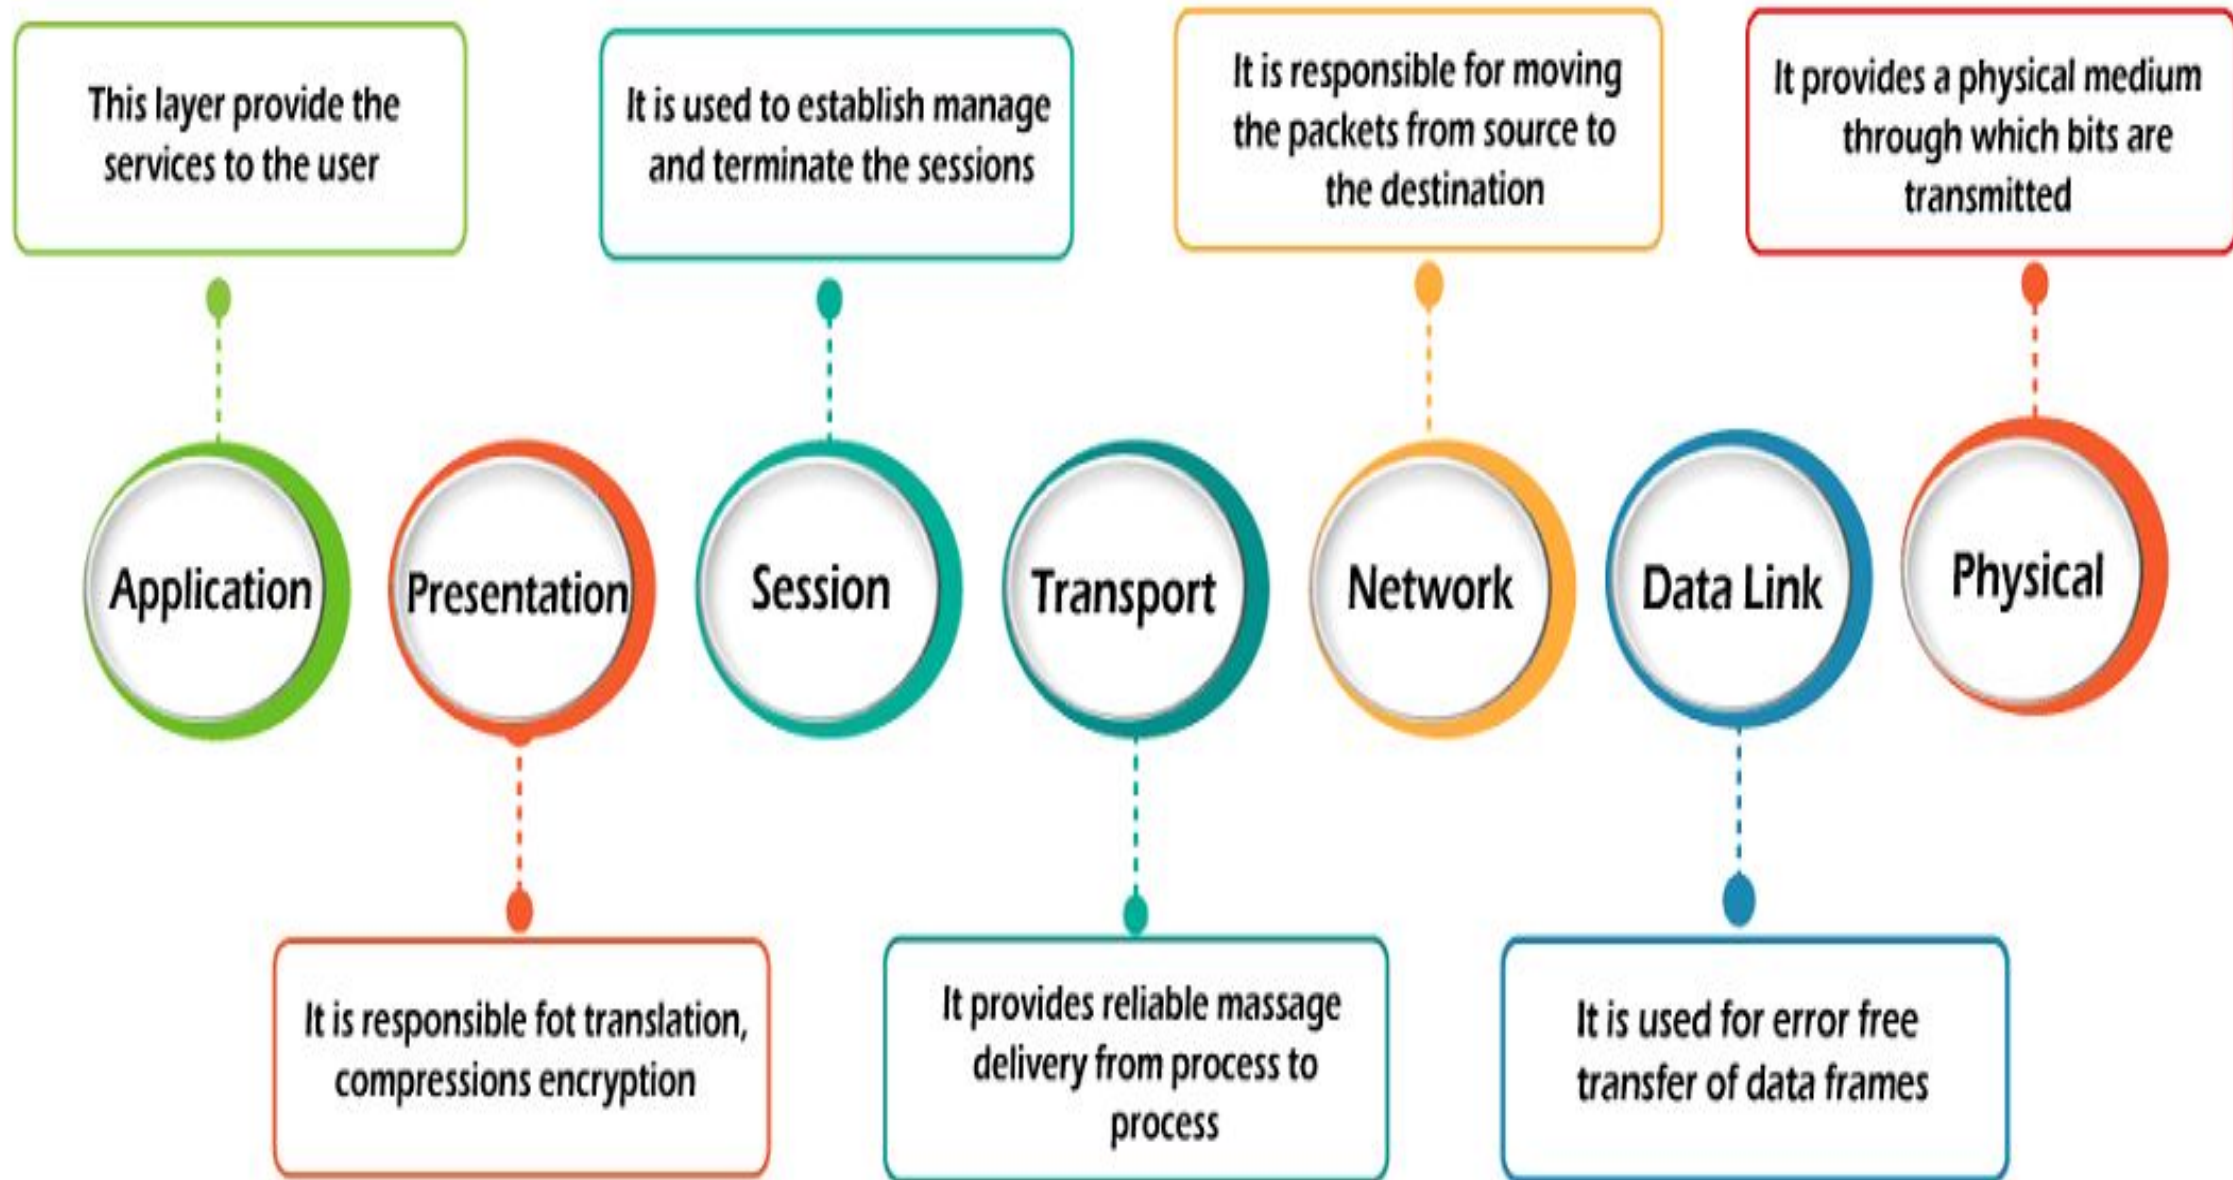 This layer provide the
services to the user
It is used to establish manage
and terminate the sessions
It is responsible for moving
the packets from source to
the destination
It provides a physical medium
through which bits are
transmitted
Application
Presentation
Session
Transport
Network
Data Link
Physical
It is responsible fot translation,
compressions encryption
It provides reliable massage
delivery from process to
process
It is used for error free
transfer of data frames